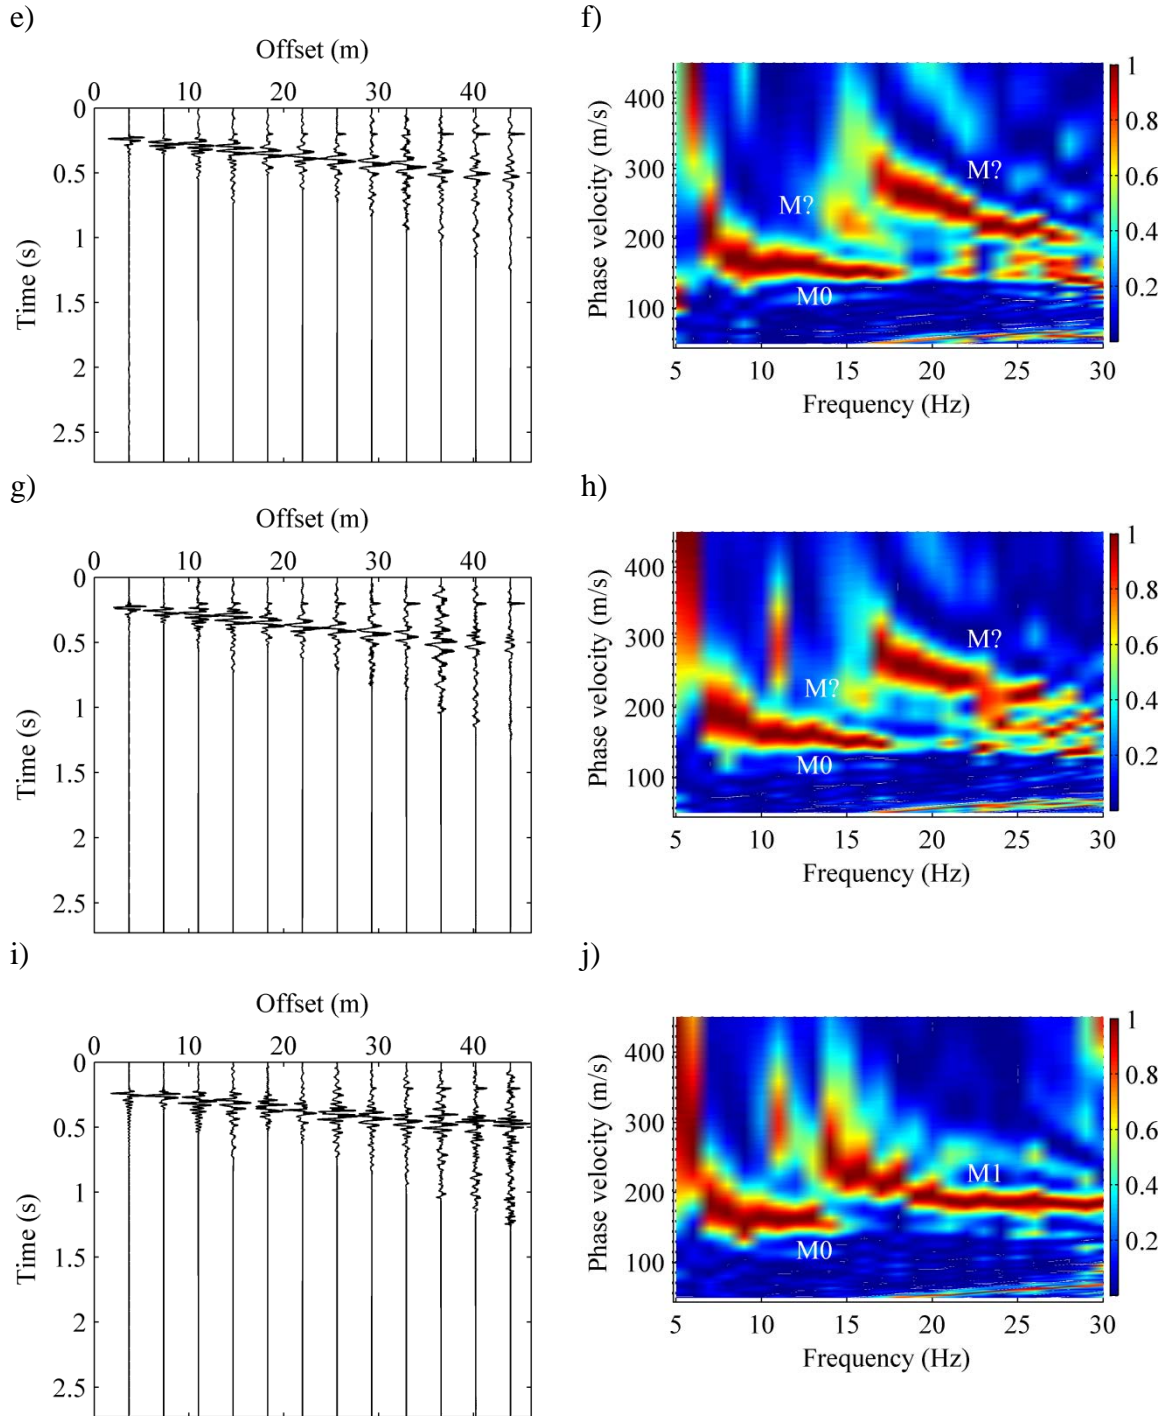 e)
Offset (m)
0 10 20 30 40
0
0.5
1
1.5
2
2.5
Time (s)
f)
Phase velocity (m/s)
400
300
200
100
M?
M?
M0
5 10 15 20 25 30
Frequency (Hz)
1
0.8
0.6
0.4
0.2
g)
Offset (m)
0 10 20 30 40
0
0.5
1
1.5
2
2.5
Time (s)
h)
Phase velocity (m/s)
400
300
200
100
M?
M?
M0
5 10 15 20 25 30
Frequency (Hz)
1
0.8
0.6
0.4
0.2
i)
Offset (m)
0 10 20 30 40
0
0.5
1
1.5
2
2.5
Time (s)
j)
Phase velocity (m/s)
400
300
200
100
M1
M0
5 10 15 20 25 30
Frequency (Hz)
1
0.8
0.6
0.4
0.2